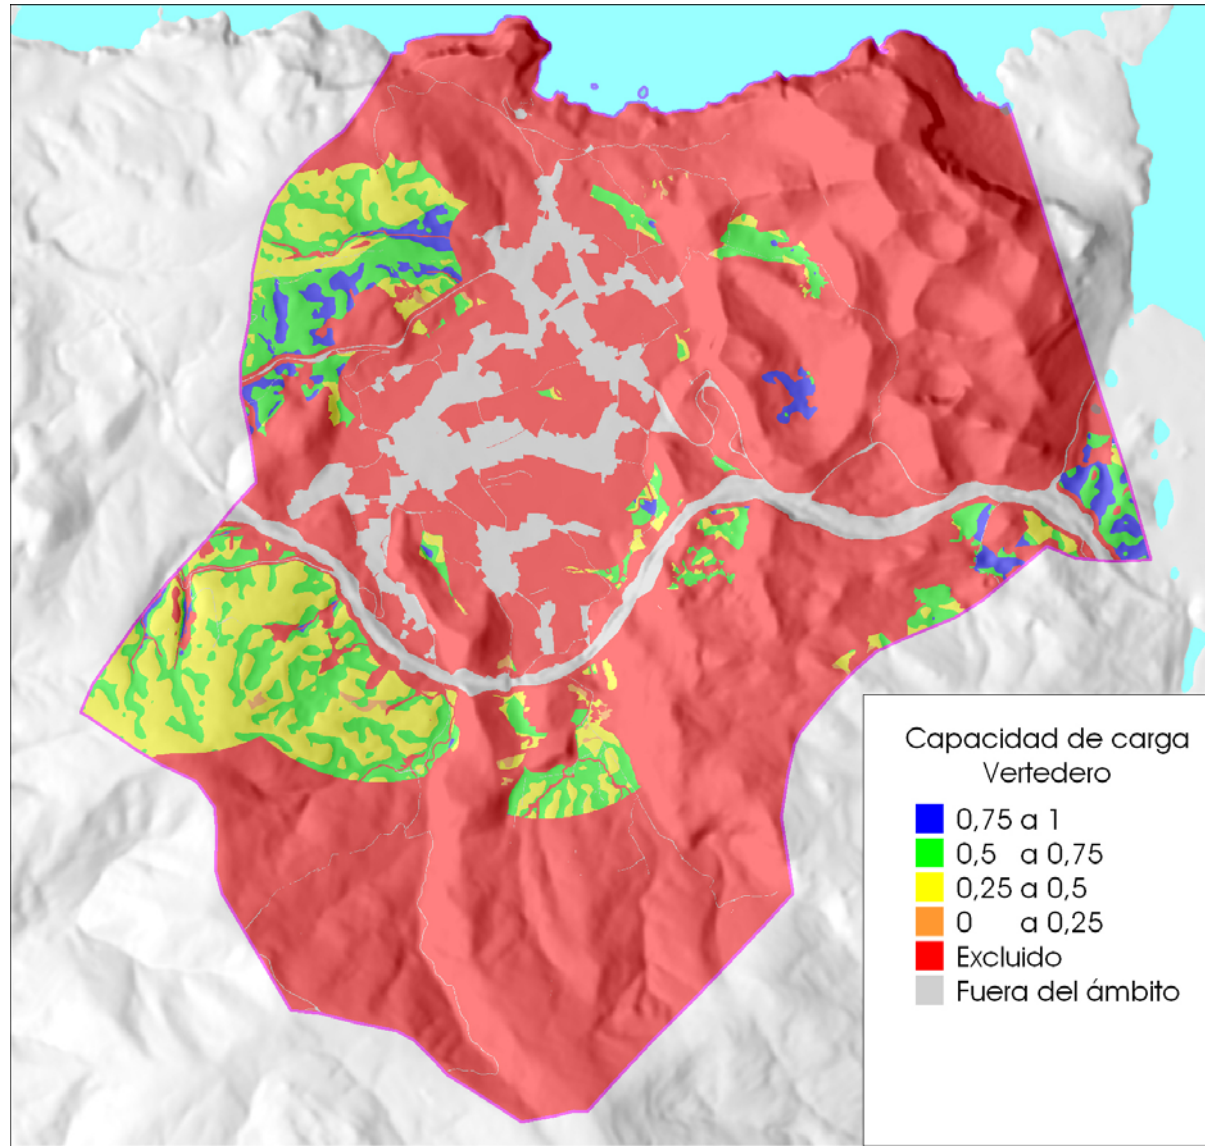 Capacidad de carga
Vertedero
0,75 a 1
0,5 a 0,75
0,25 a 0,5
0 a 0,25
Excluido
Fuera del ámbito